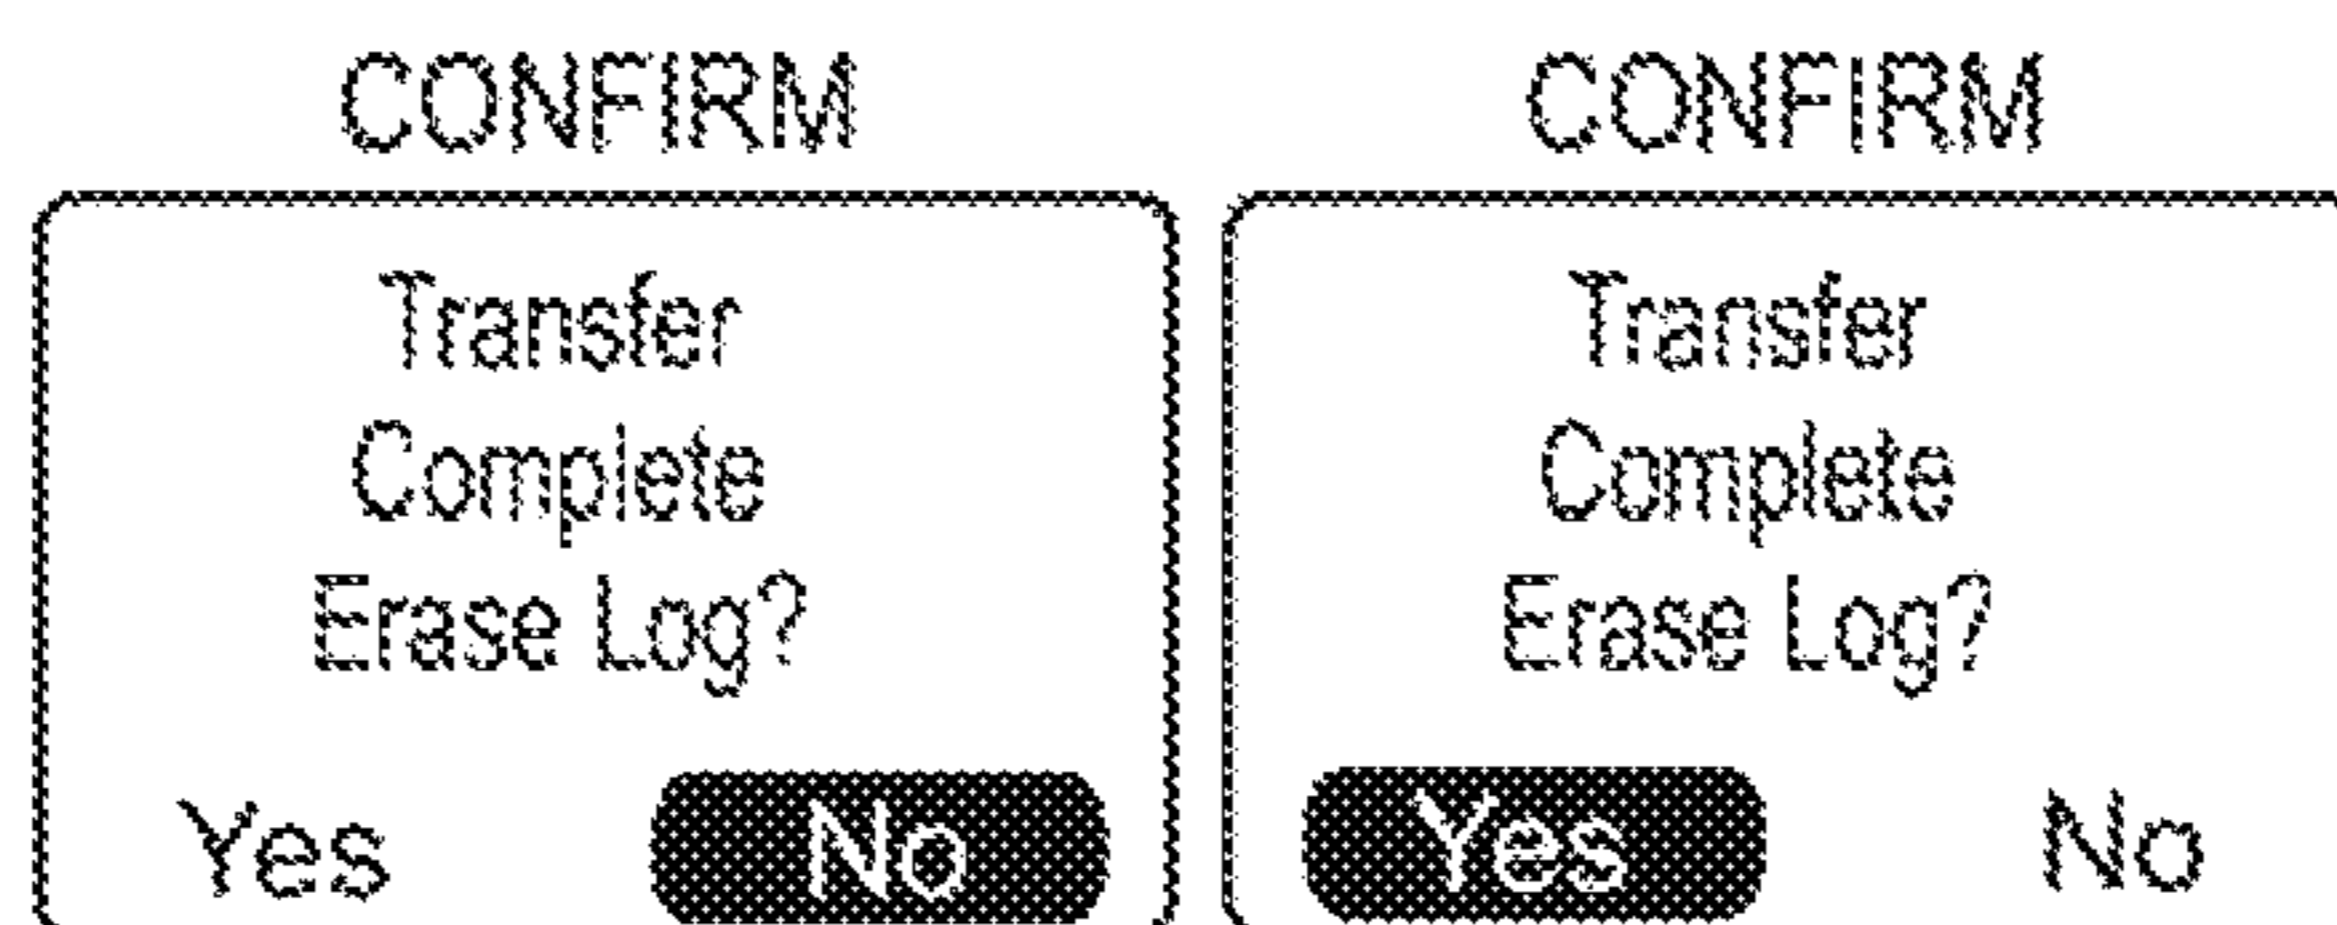 CONFIRM
Transfer
Complete
Erase Log?
Yes No
CONFIRM
Transfer
Complete
Erase Log?
Yes No